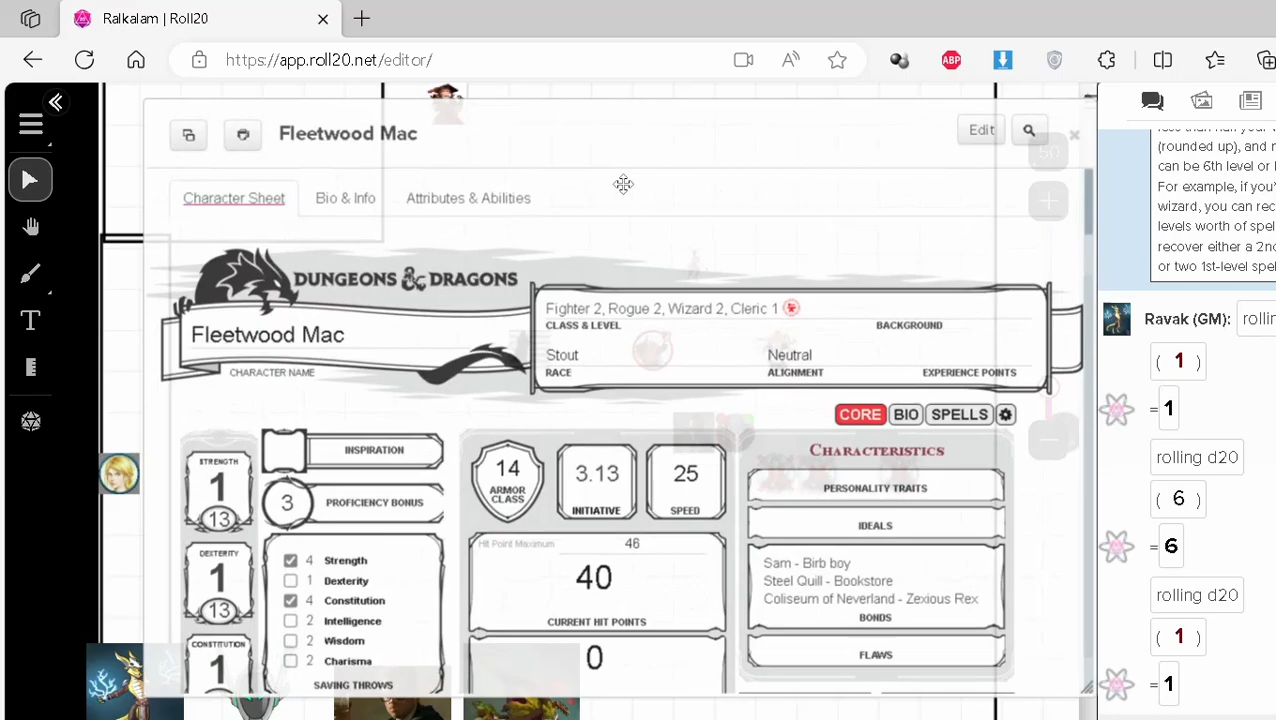 Ralkalam | Roll20
https://app.roll20.net/editor/
ABP
Fleetwood Mac
Edit
50
Character Sheet
Bio & Info
Attributes & Abilities
DUNGEONS & DRAGONS
Fleetwood Mac
CHARACTER NAME
Fighter 2, Rogue 2, Wizard 2, Cleric 1
CLASS & LEVEL
BACKGROUND
Stout
Neutral
RACE
ALIGNMENT
EXPERIENCE POINTS
CORE
BIO
SPELLS
STRENGTH
1
13
DEXTERITY
1
13
CONSTITUTION
1
INSPIRATION
3
PROFICIENCY BONUS
4 Strength
1 Dexterity
4 Constitution
2 Intelligence
2 Wisdom
2 Charisma
SAVING THROWS
14
ARMOR
CLASS
3.13
INITIATIVE
25
SPEED
Hit Point Maximum 46
40
CURRENT HIT POINTS
0
CHARACTERISTICS
PERSONALITY TRAITS
IDEALS
Sam - Birb boy
Steel Quill - Bookstore
Coliseum of Neverland - Zexious Rex
BONDS
FLAWS
(rounded up), and n
can be 6th level or
For example, if you'
wizard, you can rec
levels worth of spel
recover either a 2nd
or two 1st-level spel
Ravak (GM): rolling
( 1 )
=1
rolling d20
( 6 )
=6
rolling d20
( 1 )
=1